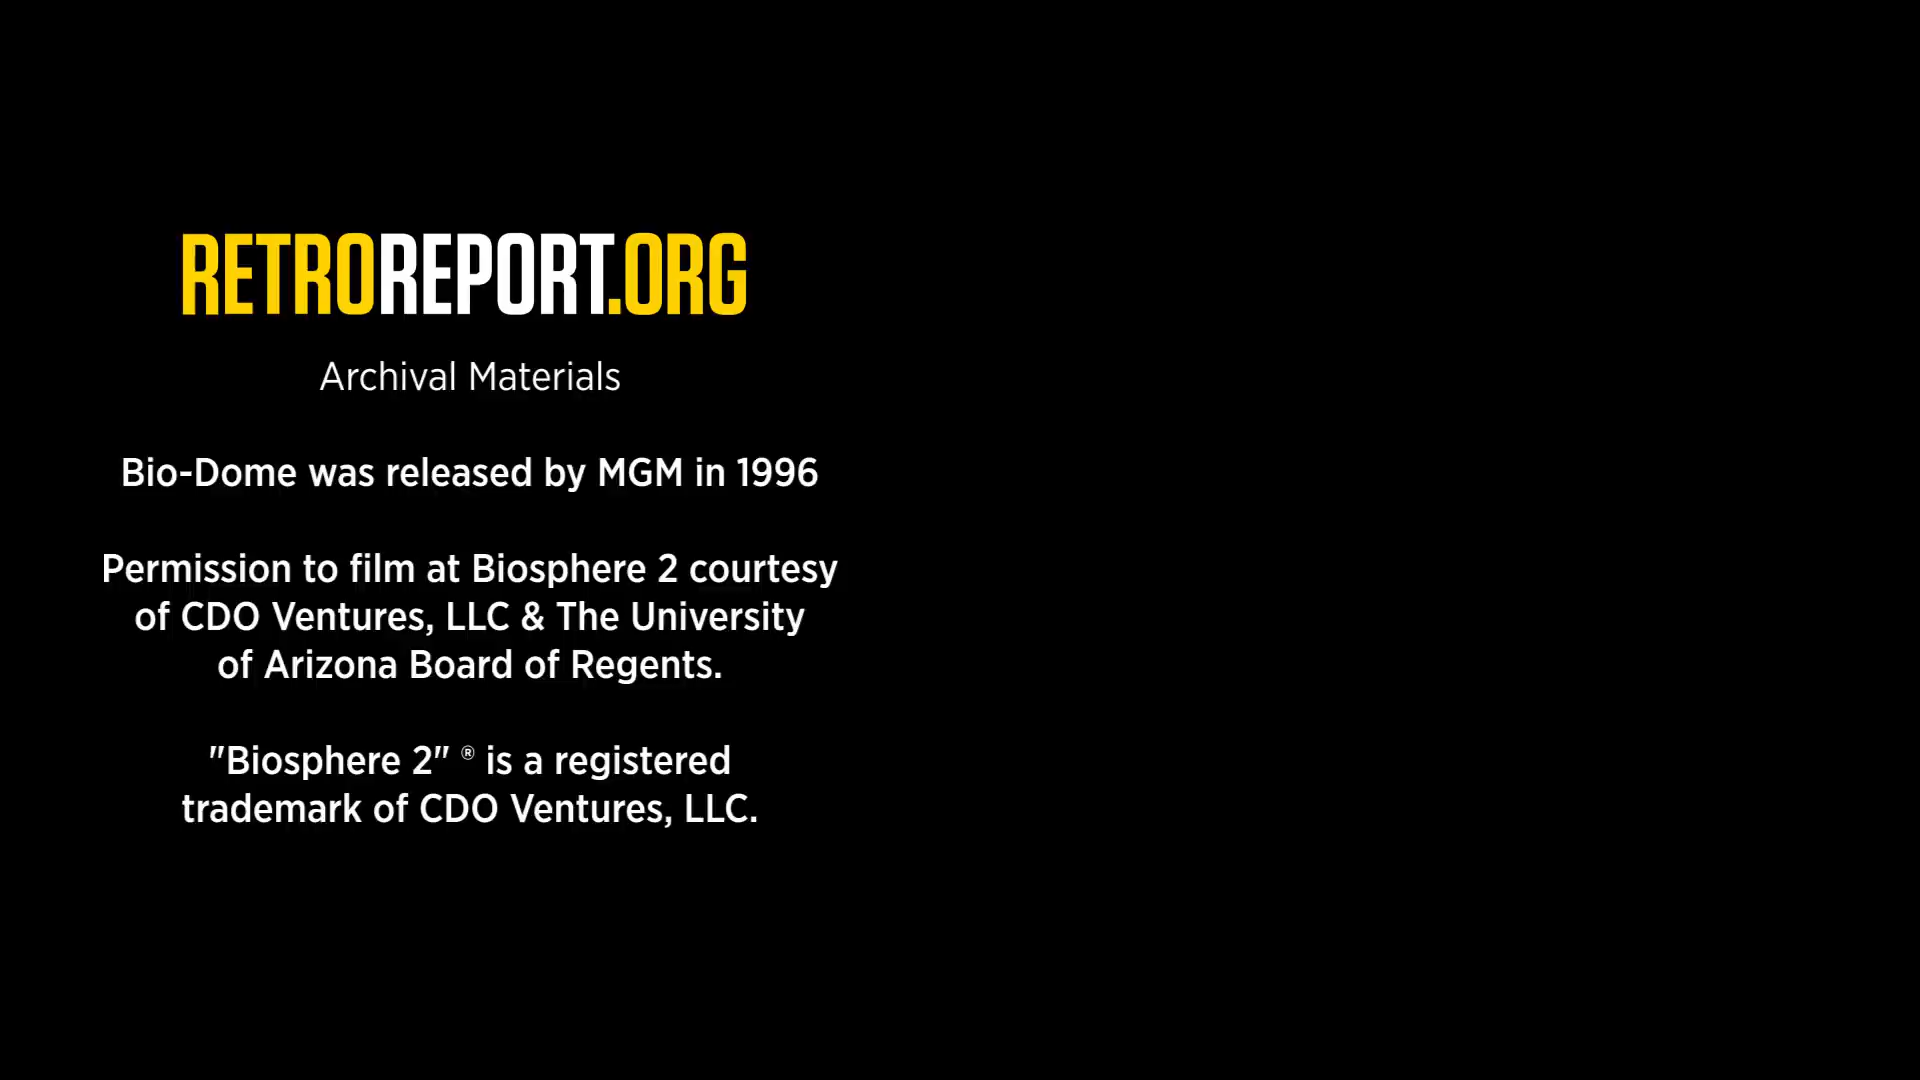 RETROREPORT.ORG
Archival Materials
Bio-Dome was released by MGM in 1996
Permission to film at Biosphere 2 courtesy
of CDO Ventures, LLC & The University
of Arizona Board of Regents.
"Biosphere 2" ® is a registered
trademark of CDO Ventures, LLC.